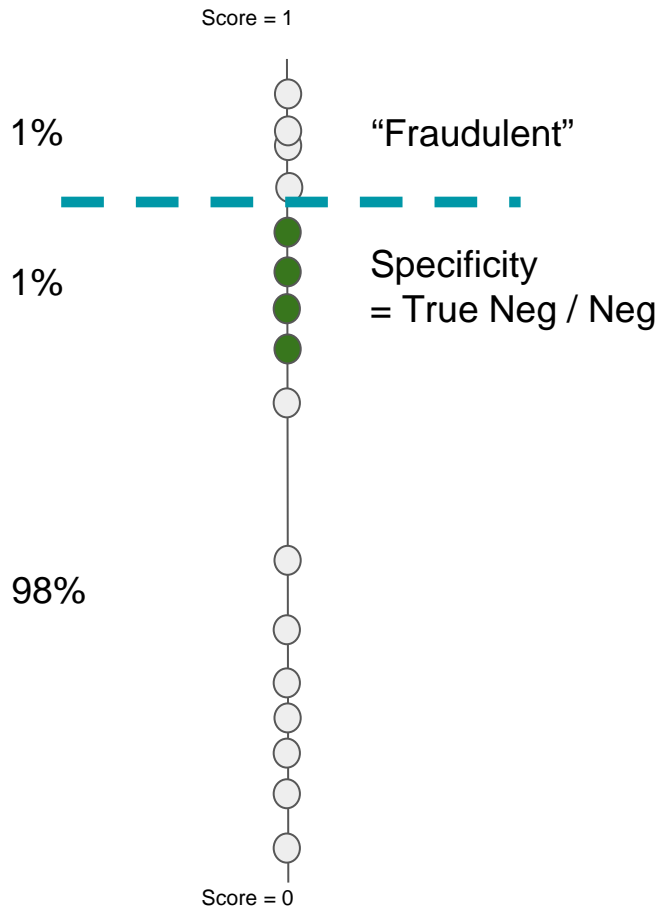 Score = 1
1%
“Fraudulent”
1%
Specificity
= True Neg / Neg
98%
Score = 0